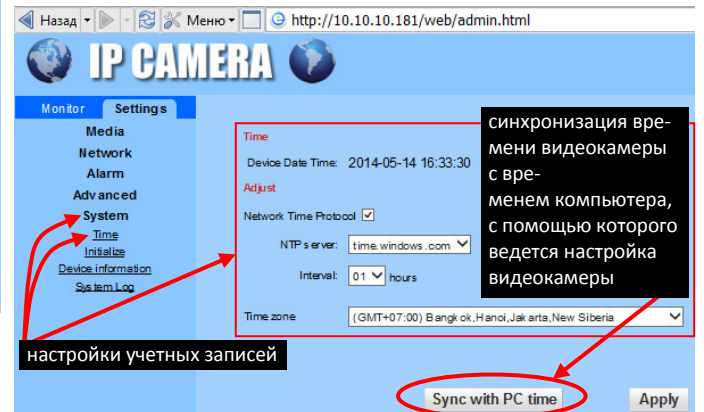 Назад Меню http://10.10.10.181/web/admin.html
IP CAMERA
Monitor Settings
Media
Network
Alarm
Advanced
System
Time
Initialize
Device information
System Log
Time
Device Date Time: 2014-05-14 16:33:30
Adjust
Network Time Protocol
NTP server: time.windows.com
Interval: 01 hours
Time zone (GMT+07:00) Bangkok,Hanoi,Jakarta,New Siberia
синхронизация вре-
мени видеокамеры
с вре-
менем компьютера,
с помощью которого
ведется настройка
видеокамеры
настройки учетных записей
Sync with PC time Apply